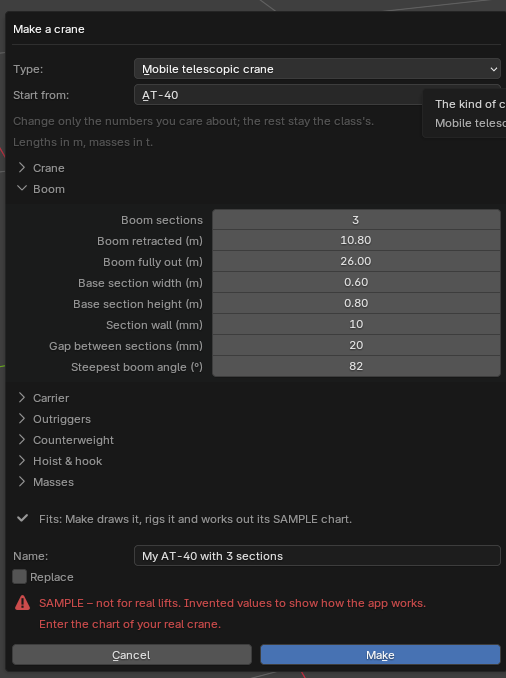 Make a crane
Type: Mobile telescopic crane
Start from: AT-40
The kind of c
Mobile telesc
Change only the numbers you care about; the rest stay the class's.
Lengths in m, masses in t.
Crane
Boom
Boom sections 3
Boom retracted (m) 10.80
Boom fully out (m) 26.00
Base section width (m) 0.60
Base section height (m) 0.80
Section wall (mm) 10
Gap between sections (mm) 20
Steepest boom angle (°) 82
Carrier
Outriggers
Counterweight
Hoist & hook
Masses
Fits: Make draws it, rigs it and works out its SAMPLE chart.
Name: My AT-40 with 3 sections
Replace
SAMPLE – not for real lifts. Invented values to show how the app works.
Enter the chart of your real crane.
Cancel Make